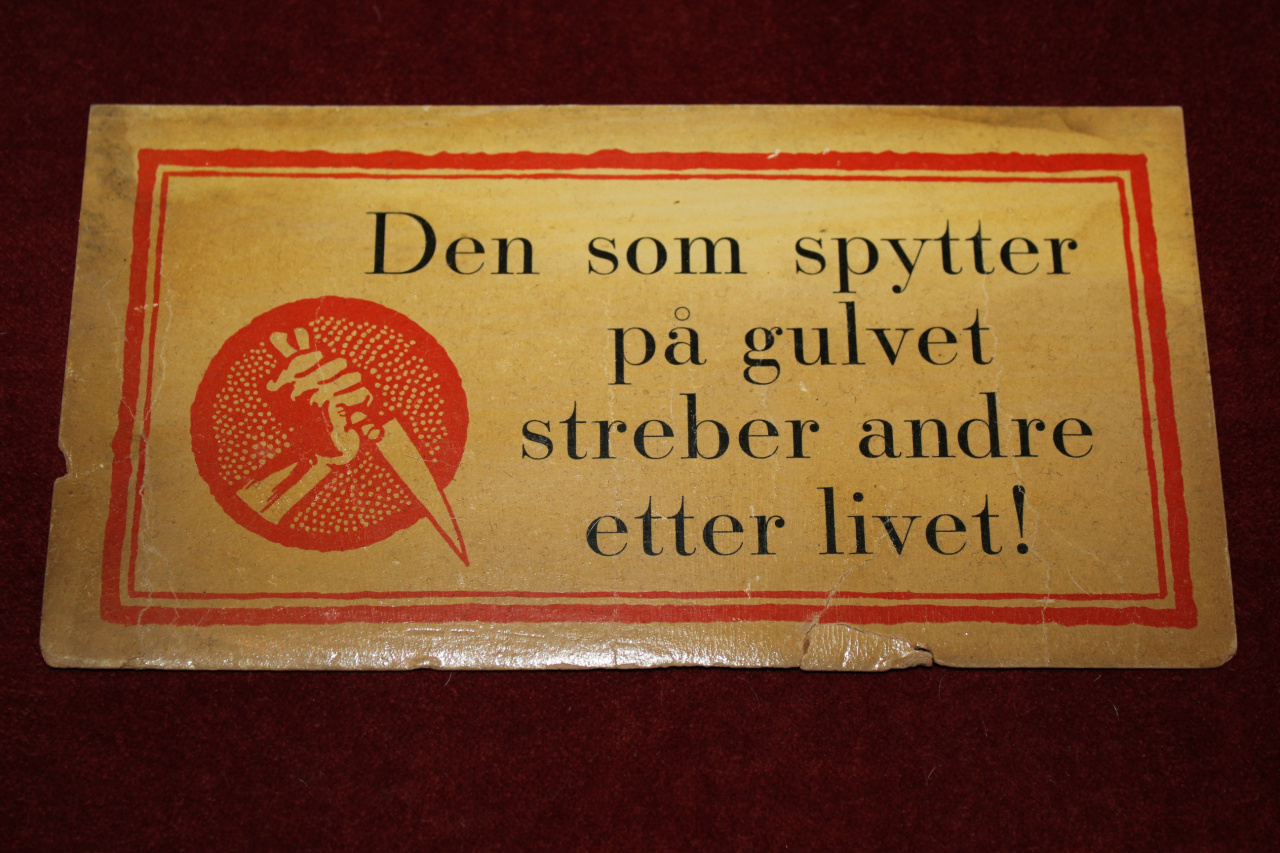 Den som spytter
på gulvet
streber andre
etter livet!